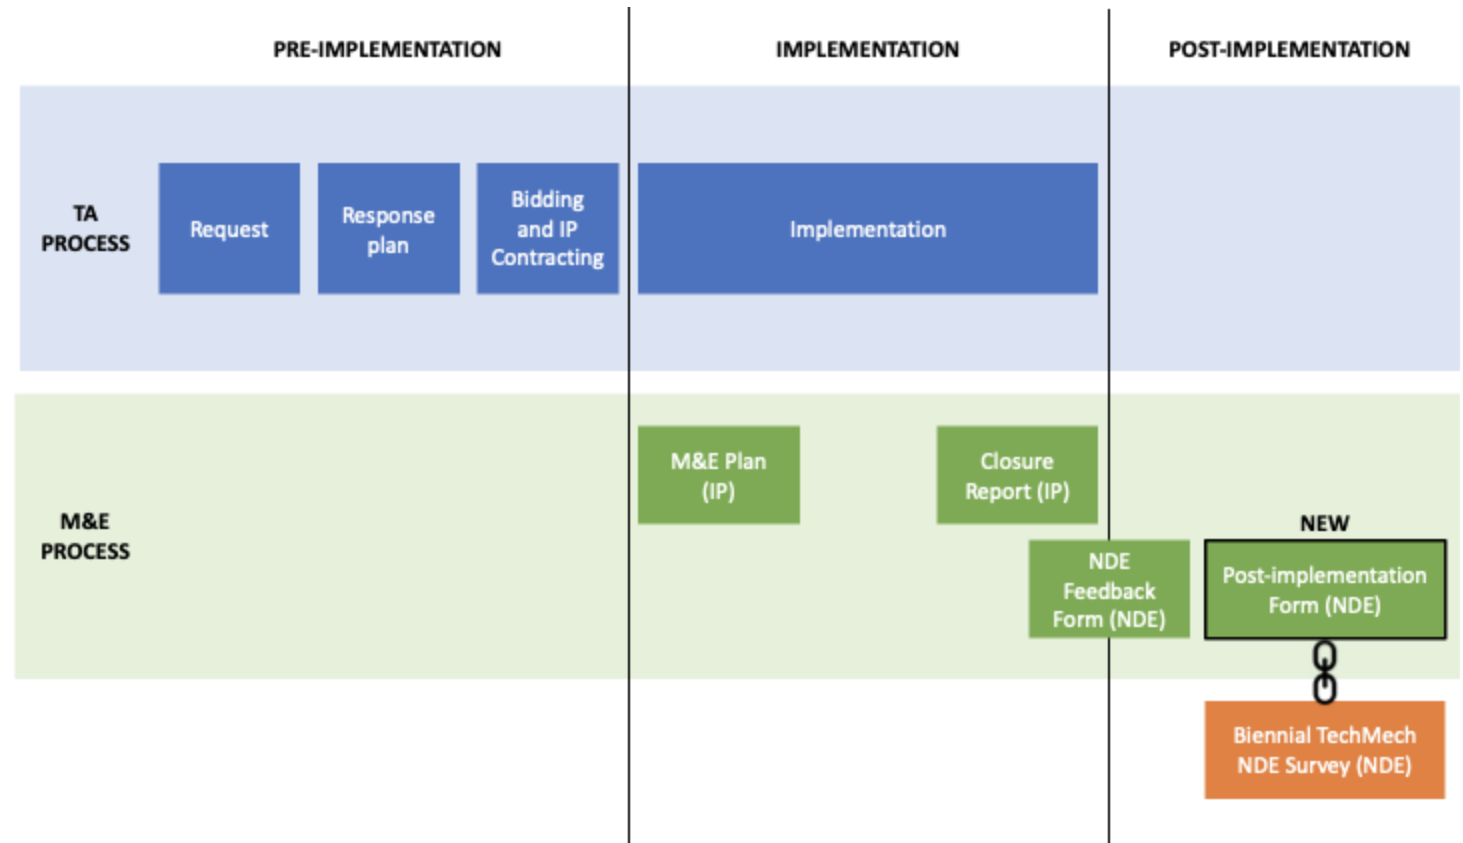 PRE-IMPLEMENTATION
IMPLEMENTATION
POST-IMPLEMENTATION
TA
PROCESS
Request
Response
plan
Bidding
and IP
Contracting
Implementation
M&E
PROCESS
M&E Plan
(IP)
Closure
Report (IP)
NDE
Feedback
Form (NDE)
NEW
Post-implementation
Form (NDE)
Biennial TechMech
NDE Survey (NDE)